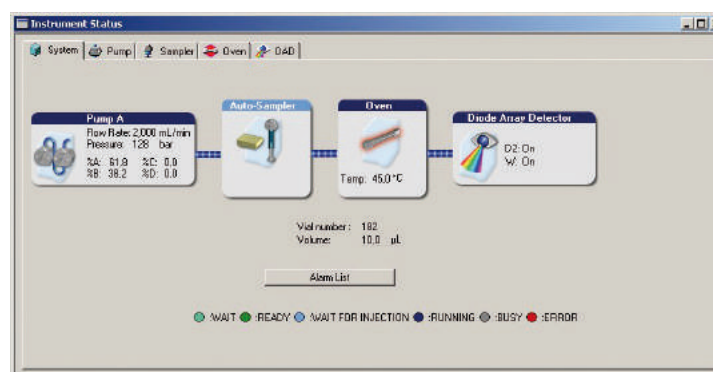 Instrument Status
System Pump Sampler Oven DAD
Pump A
Flow Rate: 2,000 mL/min
Pressure: 128 bar
%A: 61,8 %C: 0,0
%B: 38,2 %D: 0,0
Auto-Sampler
Oven
Temp: 45,0 °C
Diode Array Detector
D2: On
W: On
Vial number: 182
Volume: 10,0 µL
Alarm List
:WAIT :READY :WAIT FOR INJECTION :RUNNING :BUSY :ERROR